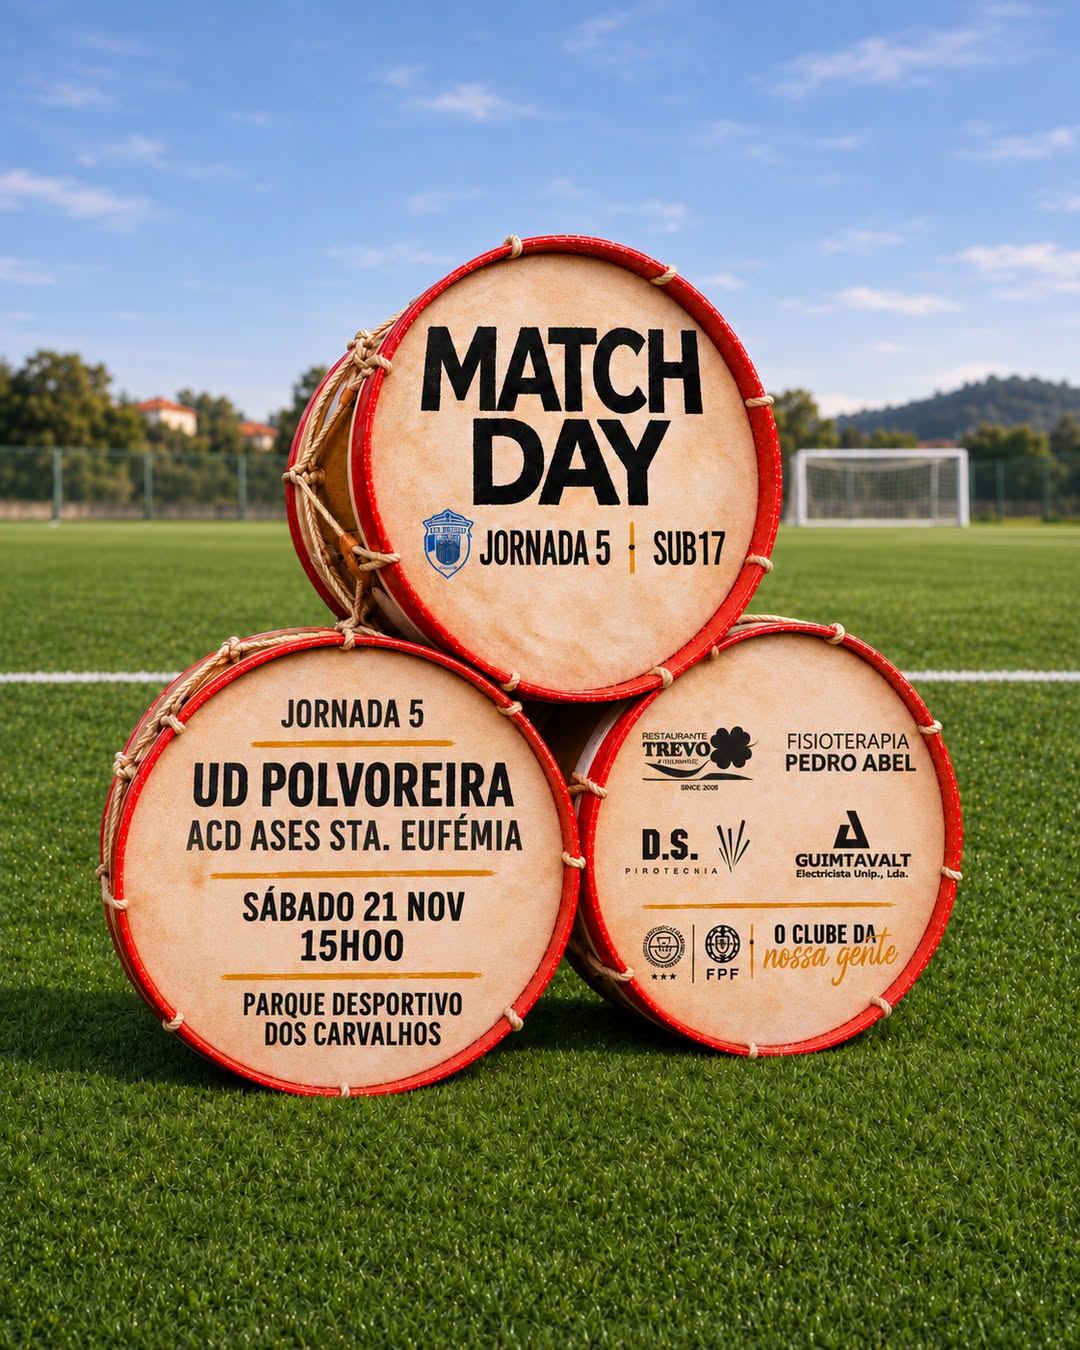 MATCH
DAY
JORNADA 5 | SUB17
JORNADA 5
UD POLVOREIRA
ACD ASES STA. EUFÉMIA
SÁBADO 21 NOV
15H00
PARQUE DESPORTIVO
DOS CARVALHOS
RESTAURANTE
TREVO
SINCE 2008
FISIOTERAPIA
PEDRO ABEL
D.S.
PIROTECNIA
GUIMTAVALT
Electricista Unip., Lda.
FPF
O CLUBE DA
nossa gente